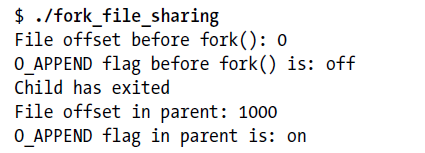 $ ./fork_file_sharing
File offset before fork(): 0
O_APPEND flag before fork() is: off
Child has exited
File offset in parent: 1000
O_APPEND flag in parent is: on